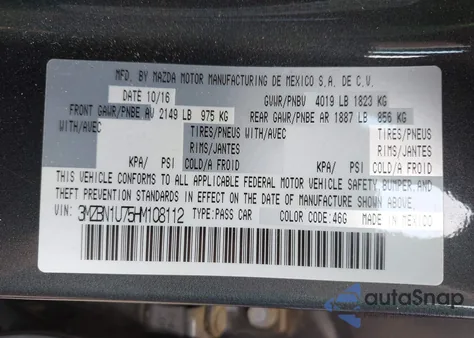 MFD. BY MAZDA MOTOR MANUFACTURING DE MEXICO S.A. DE C.V.
DATE 10/16 GVWR/PNBV 4019 LB 1823 KG
FRONT GAWR/PNBE AV 2149 LB 975 KG REAR GAWR/PNBE AR 1887 LB 856 KG
WITH/AVEC TIRES/PNEUS WITH/AVEC TIRES/PNEUS
RIMS/JANTES RIMS/JANTES
KPA/ PSI COLD/A FROID KPA/ PSI COLD/A FROID
THIS VEHICLE CONFORMS TO ALL APPLICABLE FEDERAL MOTOR VEHICLE SAFETY, BUMPER, AND
THEFT PREVENTION STANDARDS IN EFFECT ON THE DATE OF MANUFACTURE SHOWN ABOVE.
VIN: 3MZBN1U75HM108112 TYPE:PASS CAR COLOR CODE:46G MADE IN MEXICO
autoSnap